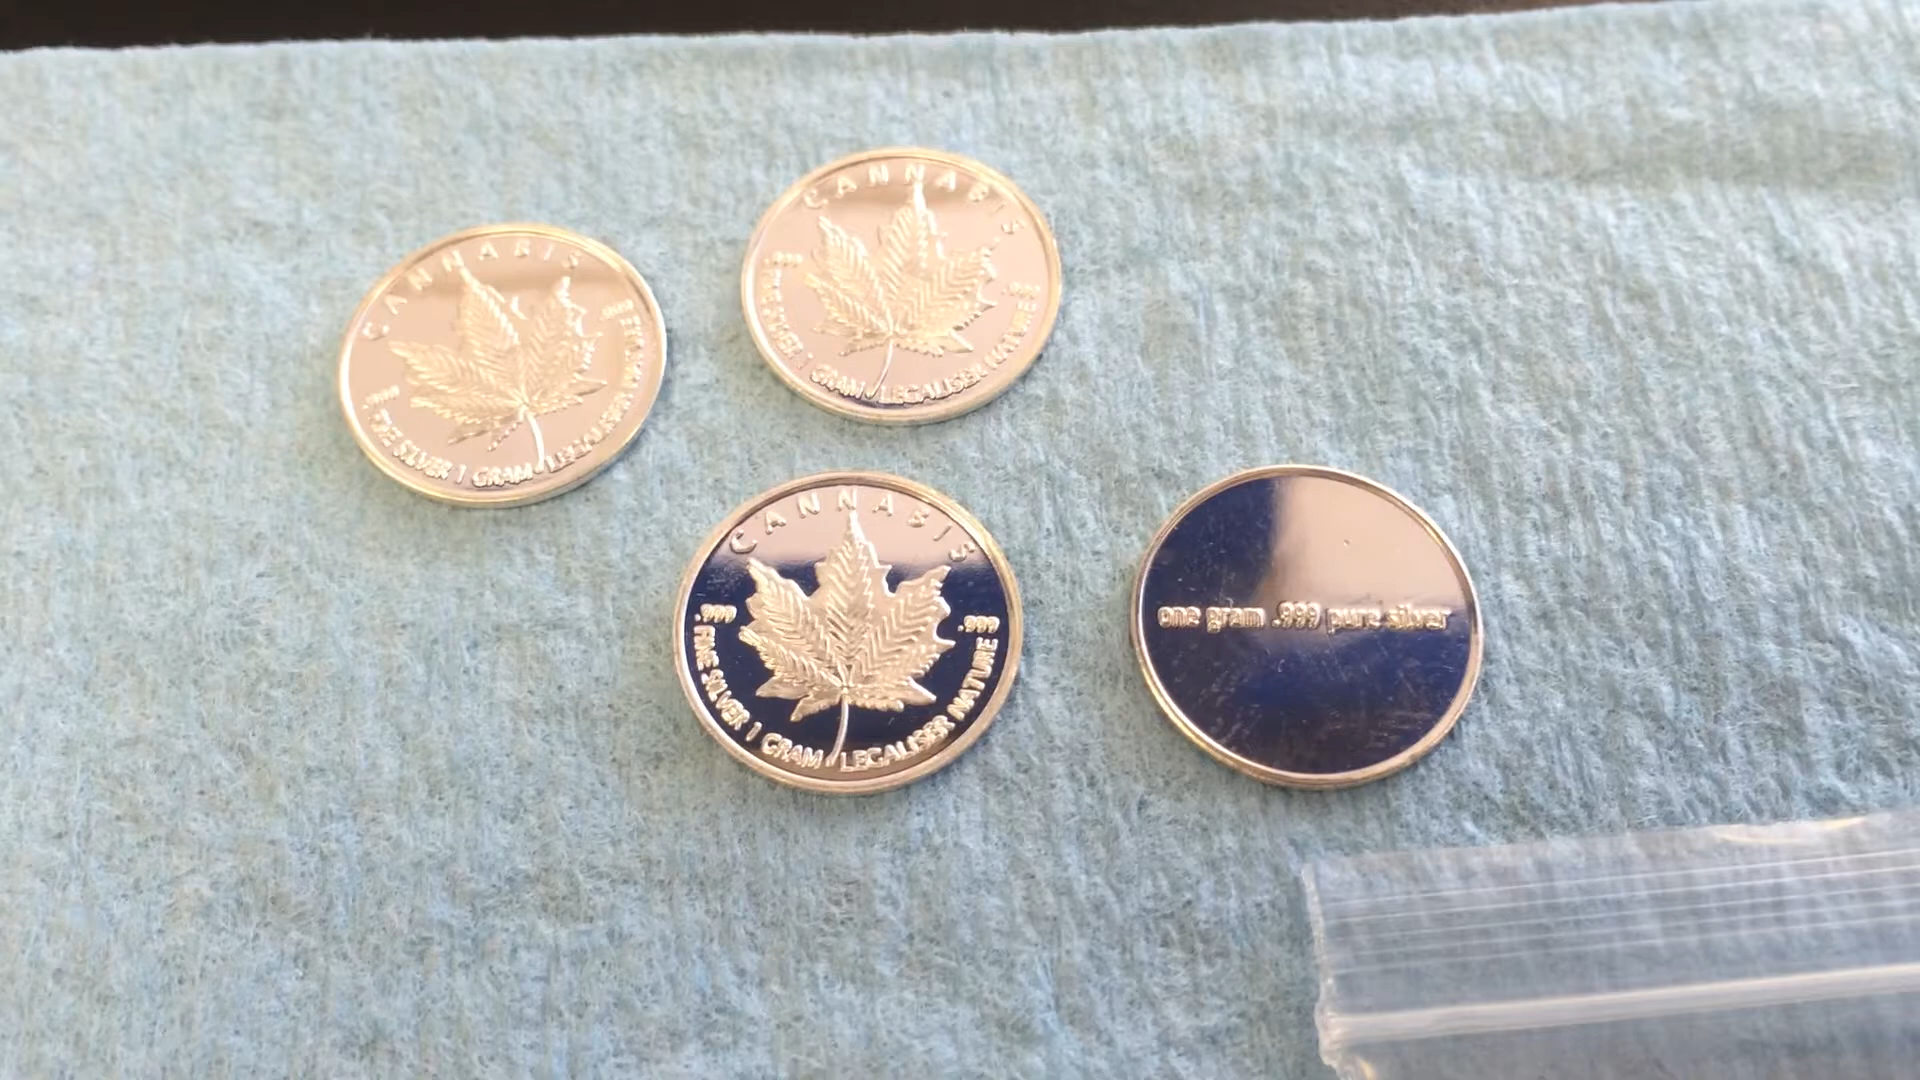 CANNABIS
.999 FINE SILVER 1 GRAM LEGALISER NATURE .999
CANNABIS
.999 FINE SILVER 1 GRAM LEGALISER NATURE .999
CANNABIS
.999 FINE SILVER 1 GRAM LEGALISER NATURE .999
one gram .999 pure silver